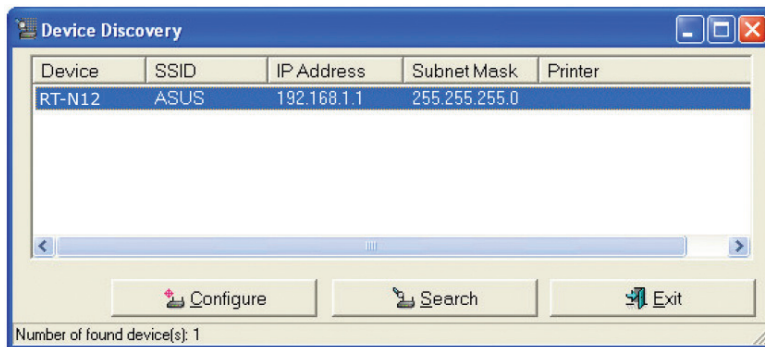 Device Discovery
Device SSID IP Address Subnet Mask Printer
RT-N12 ASUS 192.168.1.1 255.255.255.0
Configure Search Exit
Number of found device(s): 1